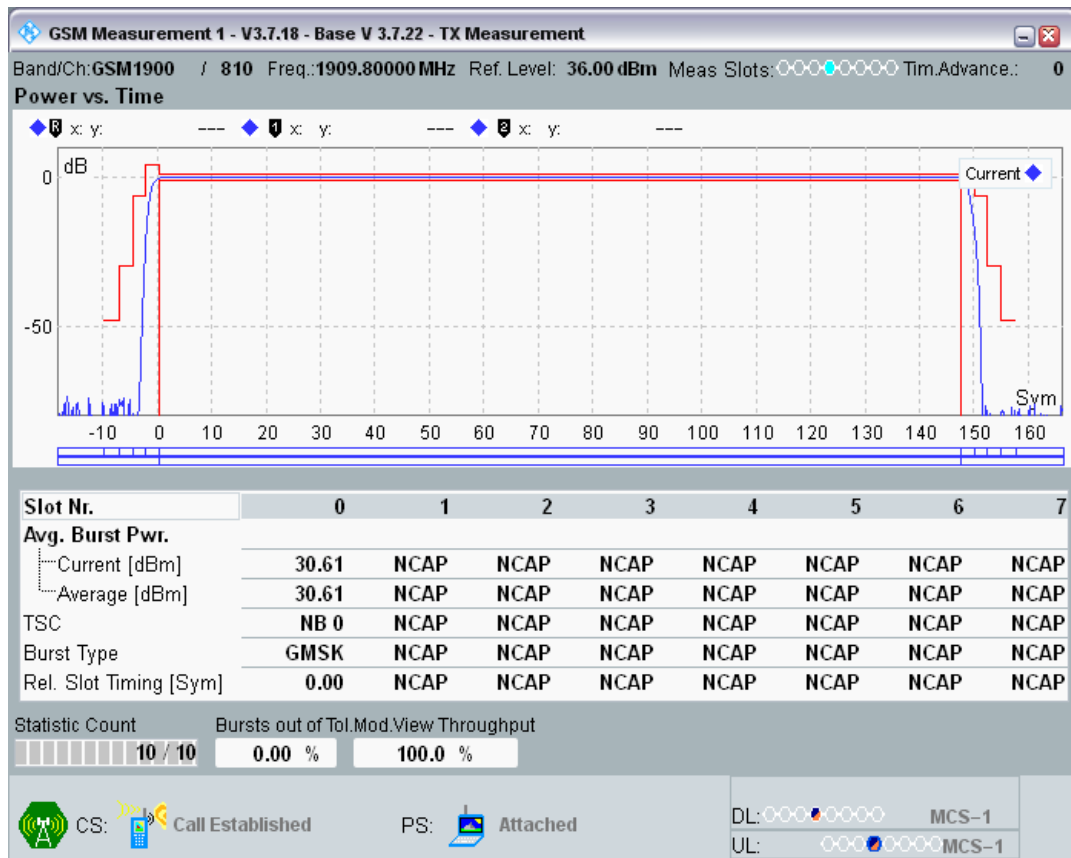 GSM Measurement 1 - V3.7.18 - Base V 3.7.22 - TX Measurement
Band/Ch:GSM1900 / 810 Freq.:1909.80000 MHz Ref. Level: 36.00 dBm Meas Slots: Tim.Advance.: 0
Power vs. Time
R x: y: --- 1 x: y: --- 2 x: y: ---
dB
Current
0
-50
Sym
-10 0 10 20 30 40 50 60 70 80 90 100 110 120 130 140 150 160
Slot Nr. 0 1 2 3 4 5 6 7
Avg. Burst Pwr.
Current [dBm] 30.61 NCAP NCAP NCAP NCAP NCAP NCAP NCAP
Average [dBm] 30.61 NCAP NCAP NCAP NCAP NCAP NCAP NCAP
TSC NB 0 NCAP NCAP NCAP NCAP NCAP NCAP NCAP
Burst Type GMSK NCAP NCAP NCAP NCAP NCAP NCAP NCAP
Rel. Slot Timing [Sym] 0.00 NCAP NCAP NCAP NCAP NCAP NCAP NCAP
Statistic Count Bursts out of Tol.Mod.View Throughput
10 / 10 0.00 % 100.0 %
CS: Call Established PS: Attached
DL: MCS-1
UL: MCS-1